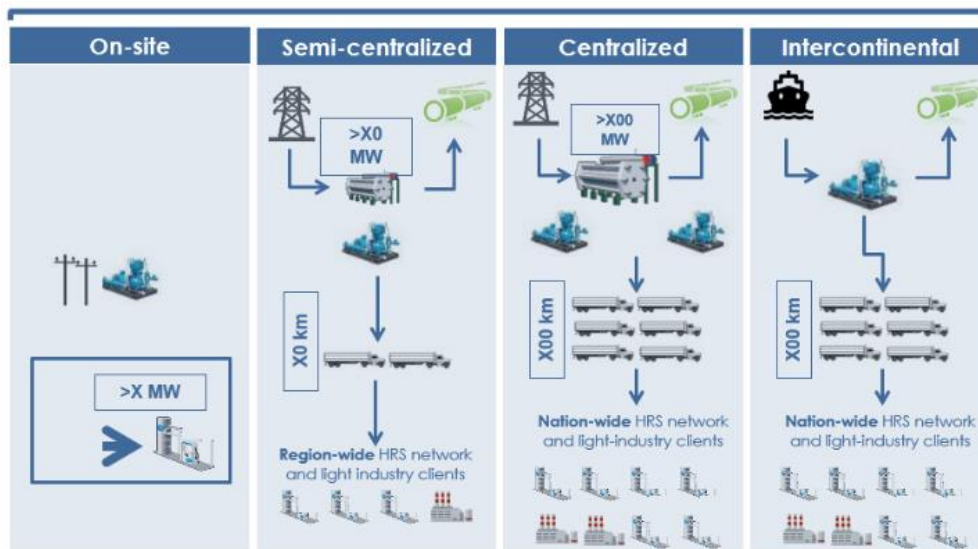 On-site
>X MW
Semi-centralized
>X0
MW
X0 km
Region-wide HRS network
and light industry clients
Centralized
>X00
MW
X00 km
Nation-wide HRS network
and light-industry clients
Intercontinental
X00 km
Nation-wide HRS network
and light-industry clients